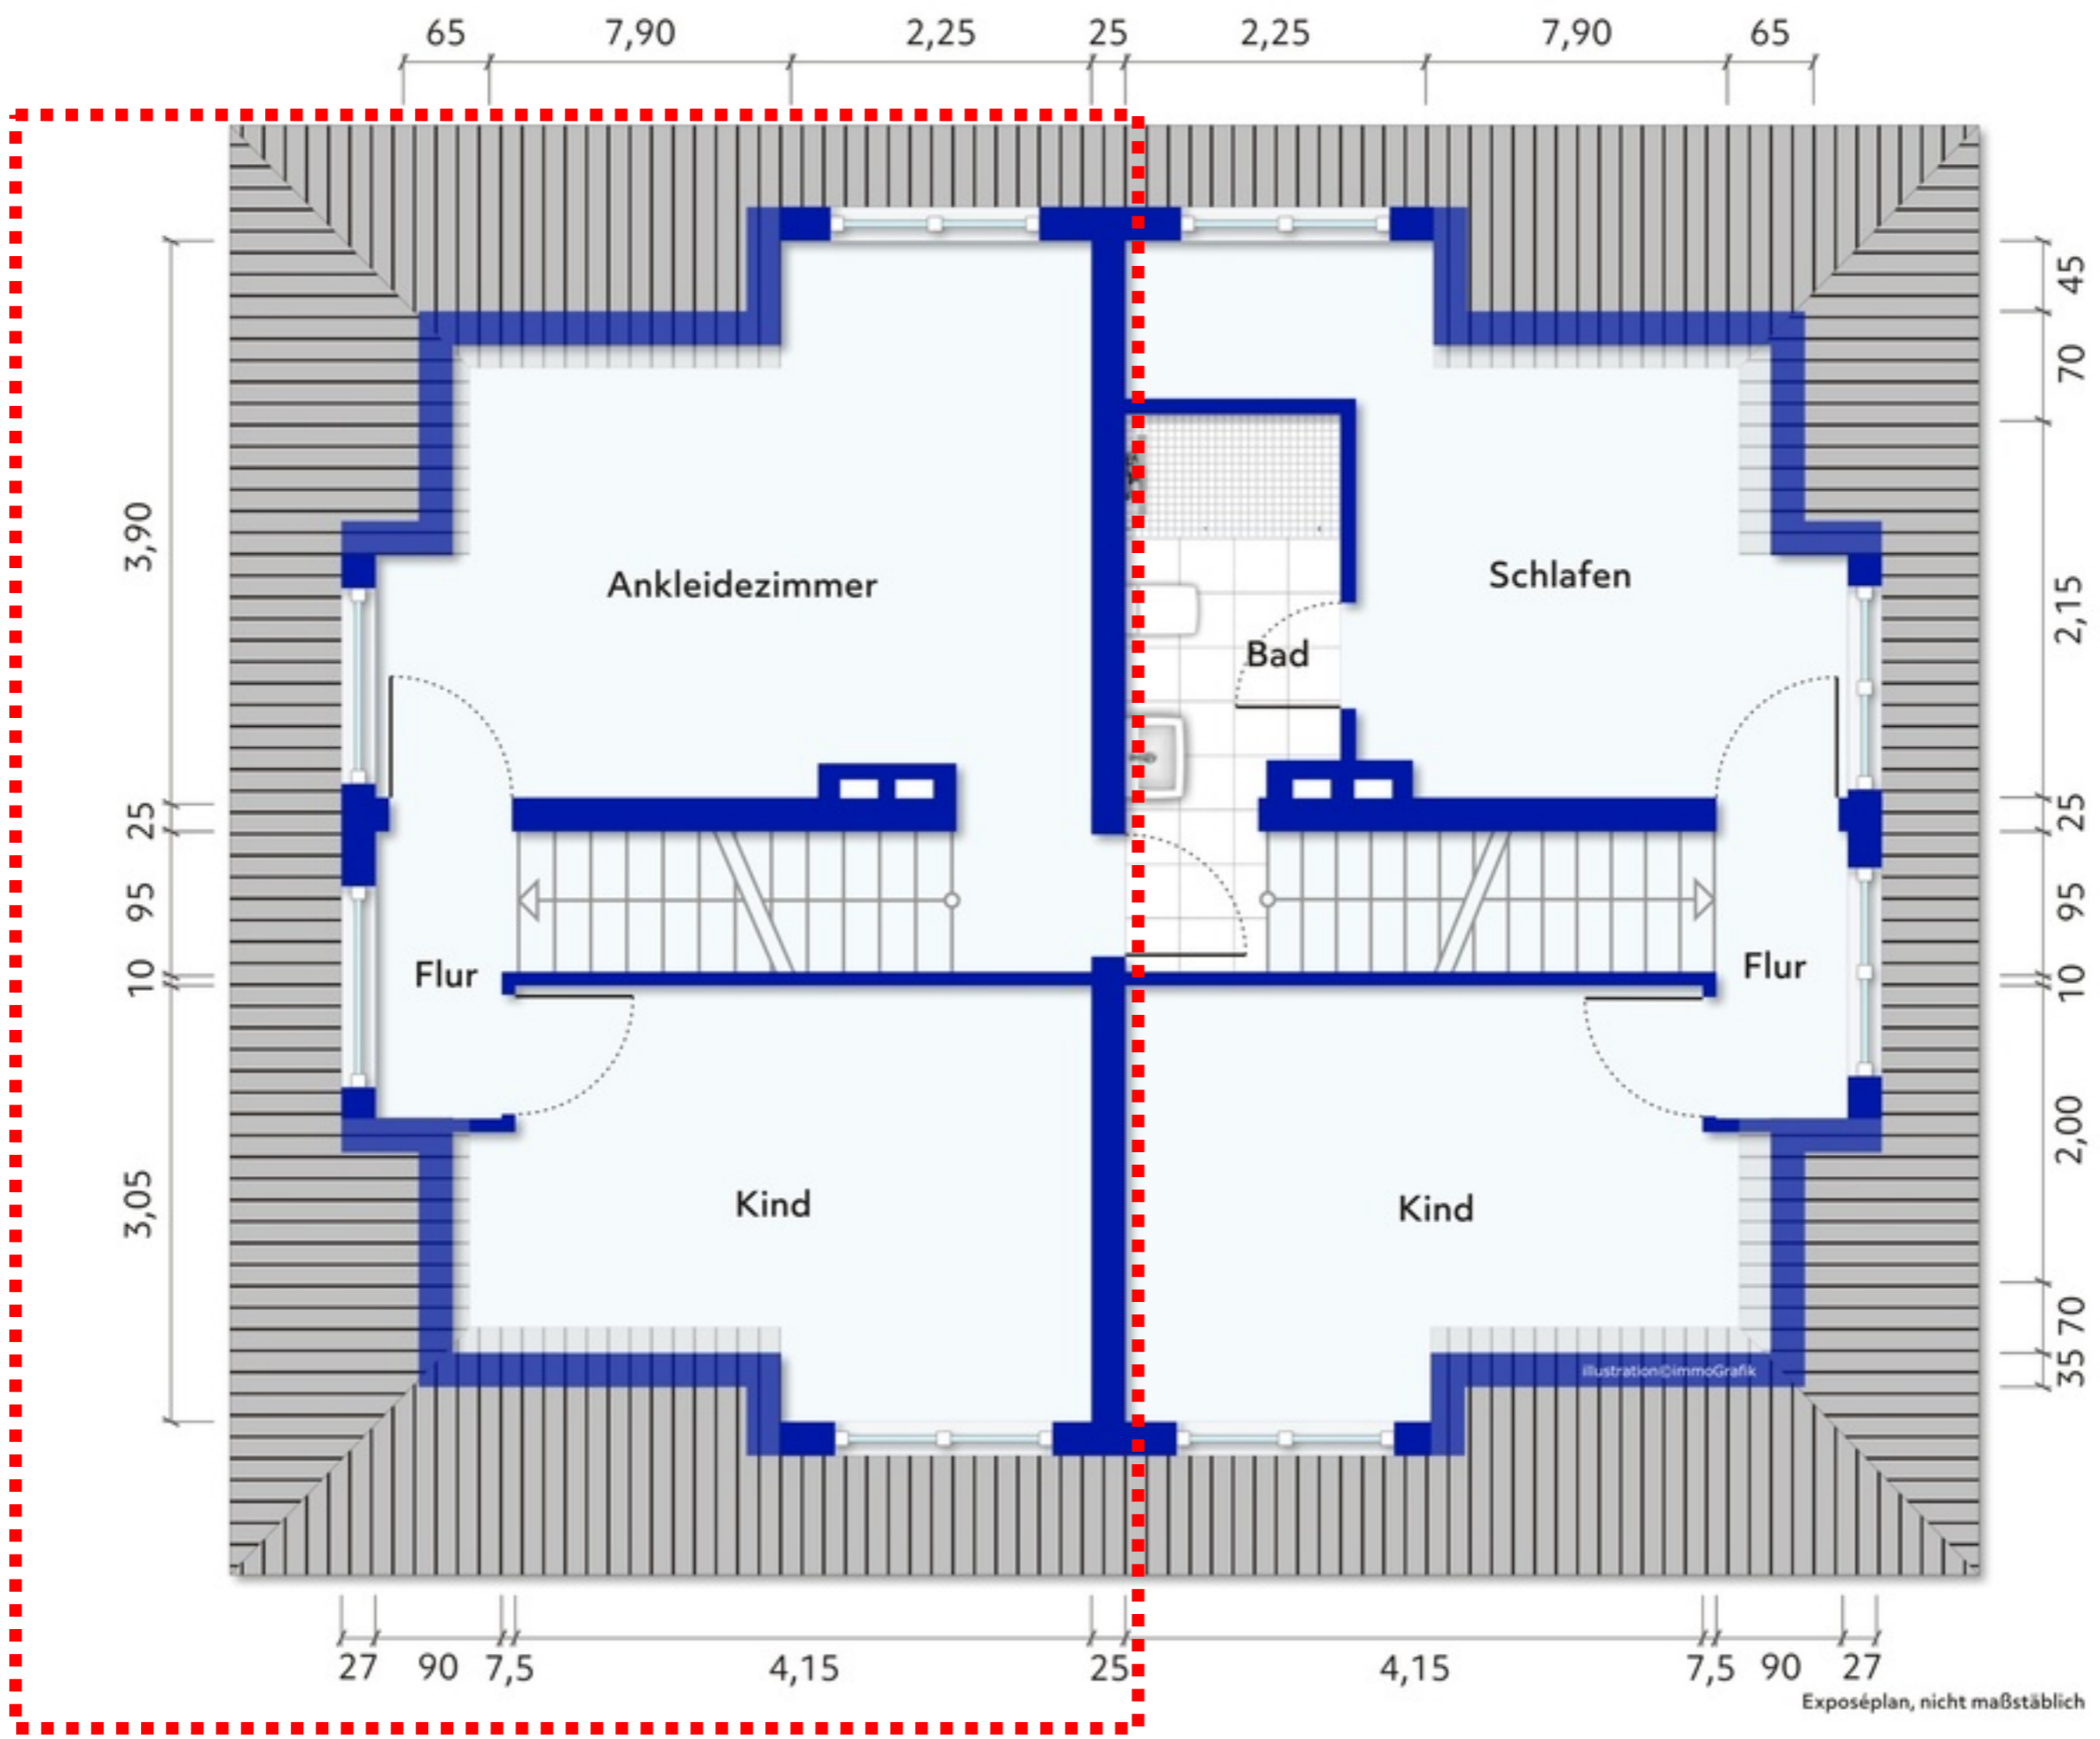 65 7,90 2,25 25 2,25 7,90 65
45
70
3,90
Ankleidezimmer
Schlafen
2,15
Bad
25
25
95
95
Flur
Flur
10
10
2,00
3,05
Kind
Kind
70
35
illustration©immoGrafik
27 90 7,5 4,15 25 4,15 7,5 90 27
Exposéplan, nicht maßstäblich